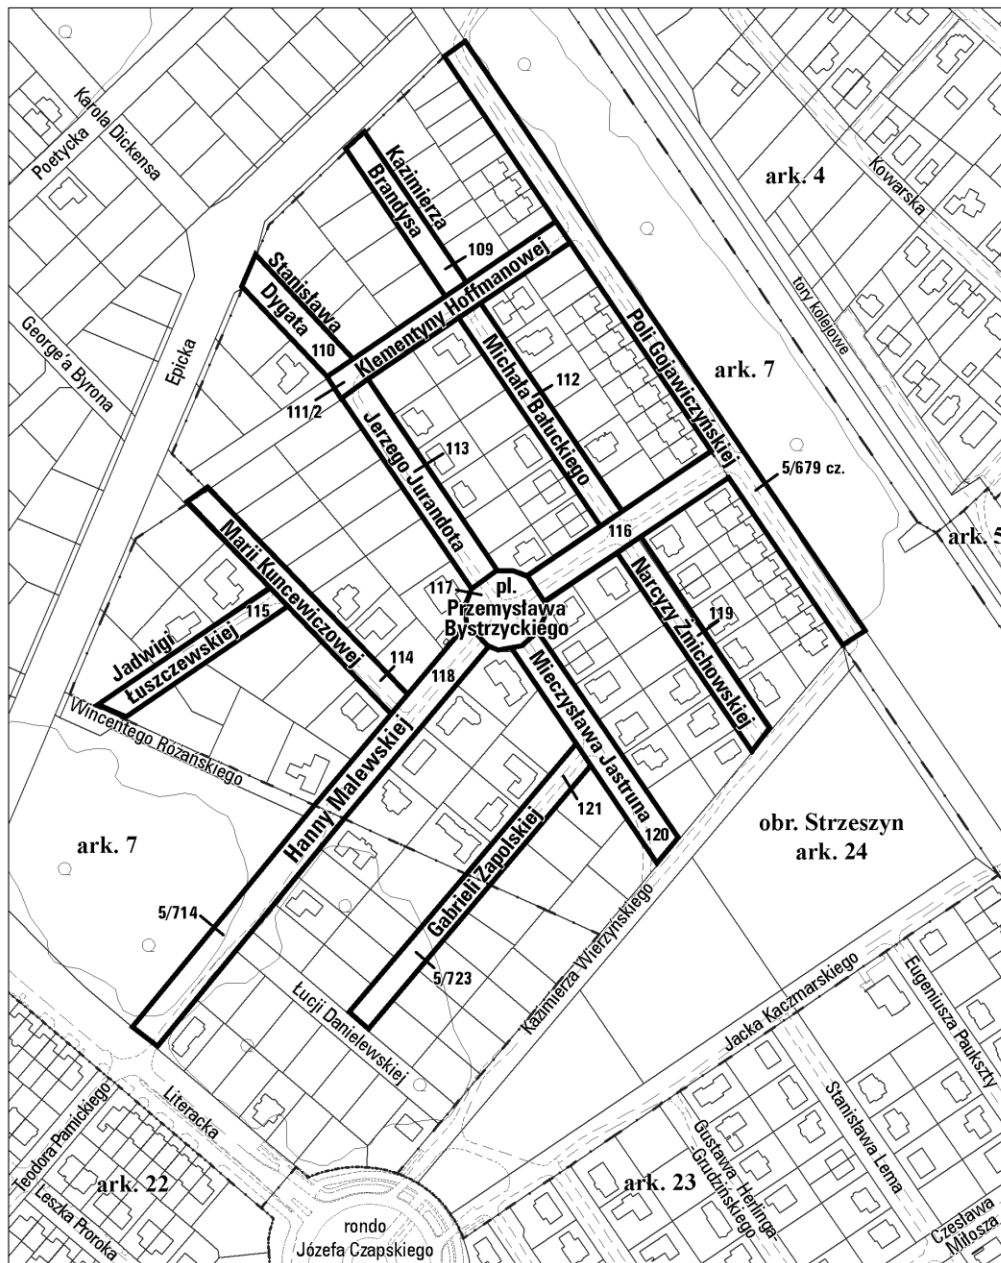 Karola Dickensa
Poetycka
Kazimierza
Brandysa
ark. 4
Kowarska
109
Stanisława
Dygata
Klementyny Hoffmanowej
tory kolejowe
George'a Byrona
Epicka
110
111/2
Michała Bałuckiego
112
Poli Gojawiczyńskiej
ark. 7
Jerzego Jurandota
113
5/679 cz.
116
ark. 5
Marii Kuncewiczowej
117
pl.
Przemysława
Bystrzyckiego
Narcyzy Żmichowskiej
119
115
Jadwigi
Łuszczewskiej
114
118
Wincentego Różańskiego
Mieczysława Jastruna
Hanny Malewskiej
121
120
obr. Strzeszyn
ark. 24
ark. 7
Gabrieli Zapolskiej
5/714
5/723
Kazimierza Wierzyńskiego
Łucji Danielewskiej
Jacka Kaczmarskiego
Eugeniusza Paukszty
Literacka
Teodora Parnickiego
Stanisława Lema
Gustawa Herlinga-
Grudzińskiego
ark. 22
ark. 23
Leszka Proroka
rondo
Józefa Czapskiego
Czesława
Miłosza